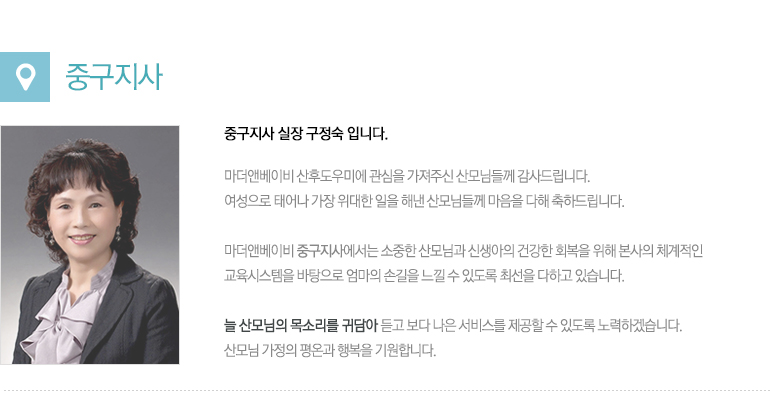 중구지사
중구지사 실장 구정숙 입니다.
마더앤베이비 산후도우미에 관심을 가져주신 산모님들께 감사드립니다.
여성으로 태어나 가장 위대한 일을 해낸 산모님들께 마음을 다해 축하드립니다.
마더앤베이비 중구지사에서는 소중한 산모님과 신생아의 건강한 회복을 위해 본사의 체계적인
교육시스템을 바탕으로 엄마의 손길을 느낄 수 있도록 최선을 다하고 있습니다.
늘 산모님의 목소리를 귀담아 듣고 보다 나은 서비스를 제공할 수 있도록 노력하겠습니다.
산모님 가정의 평온과 행복을 기원합니다.